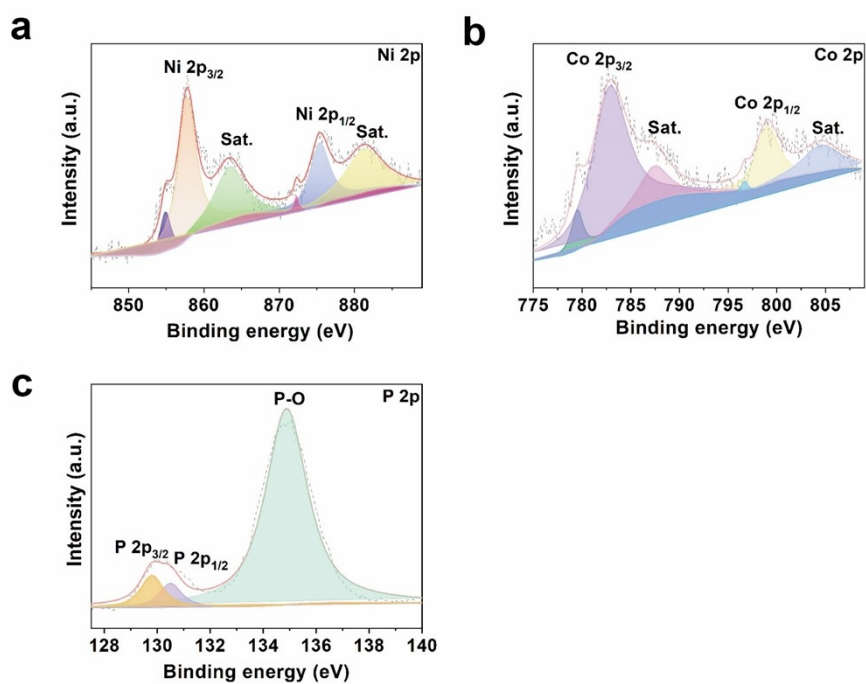 a
Ni 2p
Ni 2p3/2
Sat.
Ni 2p1/2
Sat.
Intensity (a.u.)
850 860 870 880
Binding energy (eV)
b
Co 2p
Co 2p3/2
Sat.
Co 2p1/2
Sat.
Intensity (a.u.)
775 780 785 790 795 800 805
Binding energy (eV)
c
P-O
P 2p
P 2p3/2
P 2p1/2
Intensity (a.u.)
128 130 132 134 136 138 140
Binding energy (eV)